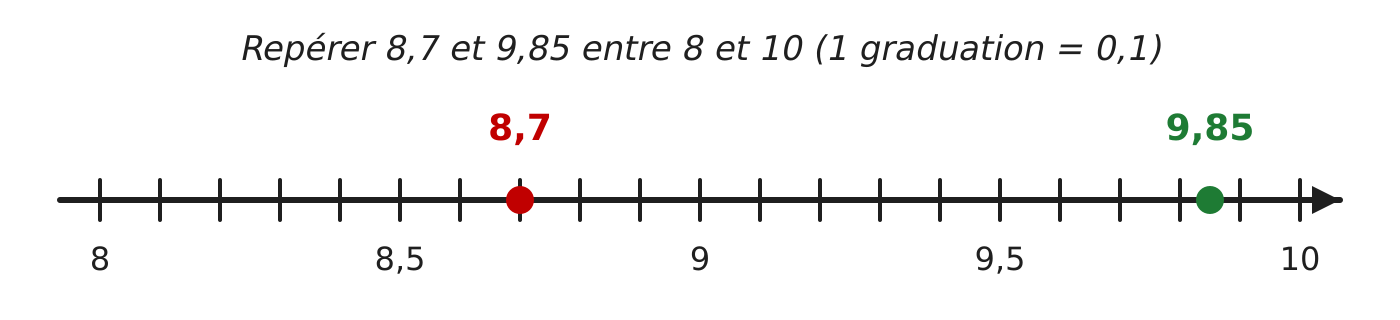 Repérer 8,7 et 9,85 entre 8 et 10 (1 graduation = 0,1)
8,7 9,85
8 8,5 9 9,5 10